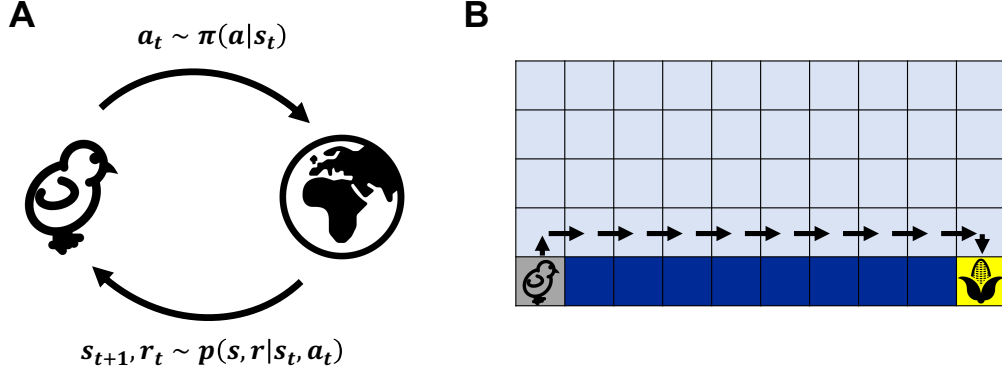 A
a_t ~ π(a|s_t)
s_{t+1}, r_t ~ p(s, r|s_t, a_t)
B